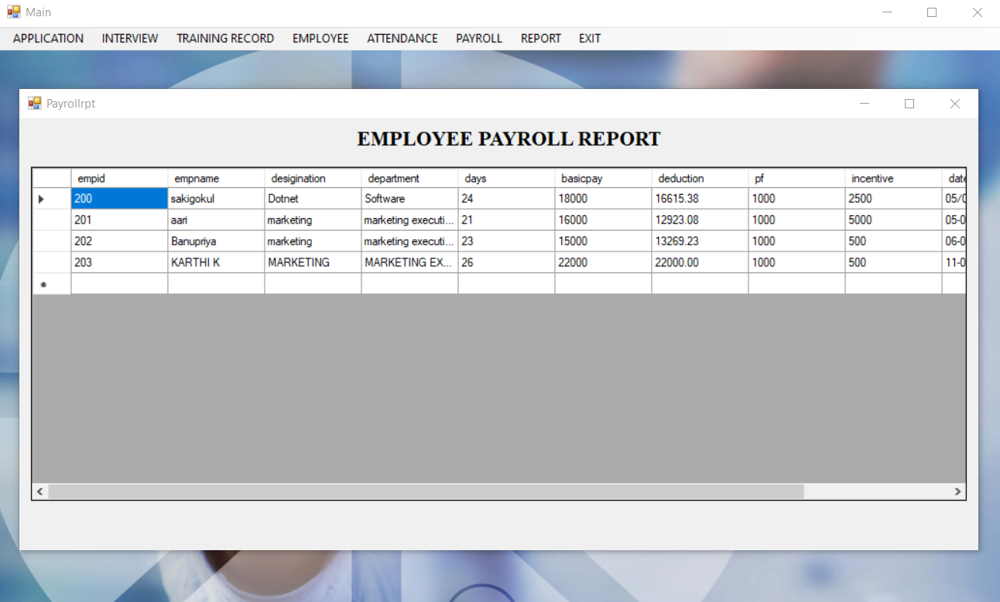 Main
APPLICATION INTERVIEW TRAINING RECORD EMPLOYEE ATTENDANCE PAYROLL REPORT EXIT
Payrollrpt
EMPLOYEE PAYROLL REPORT
empid empname desigination department days basicpay deduction pf incentive date
200 sakigokul Dotnet Software 24 18000 16615.38 1000 2500 05/0
201 aari marketing marketing executi... 21 16000 12923.08 1000 5000 05-0
202 Banupriya marketing marketing executi... 23 15000 13269.23 1000 500 06-0
203 KARTHI K MARKETING MARKETING EX... 26 22000 22000.00 1000 500 11-0